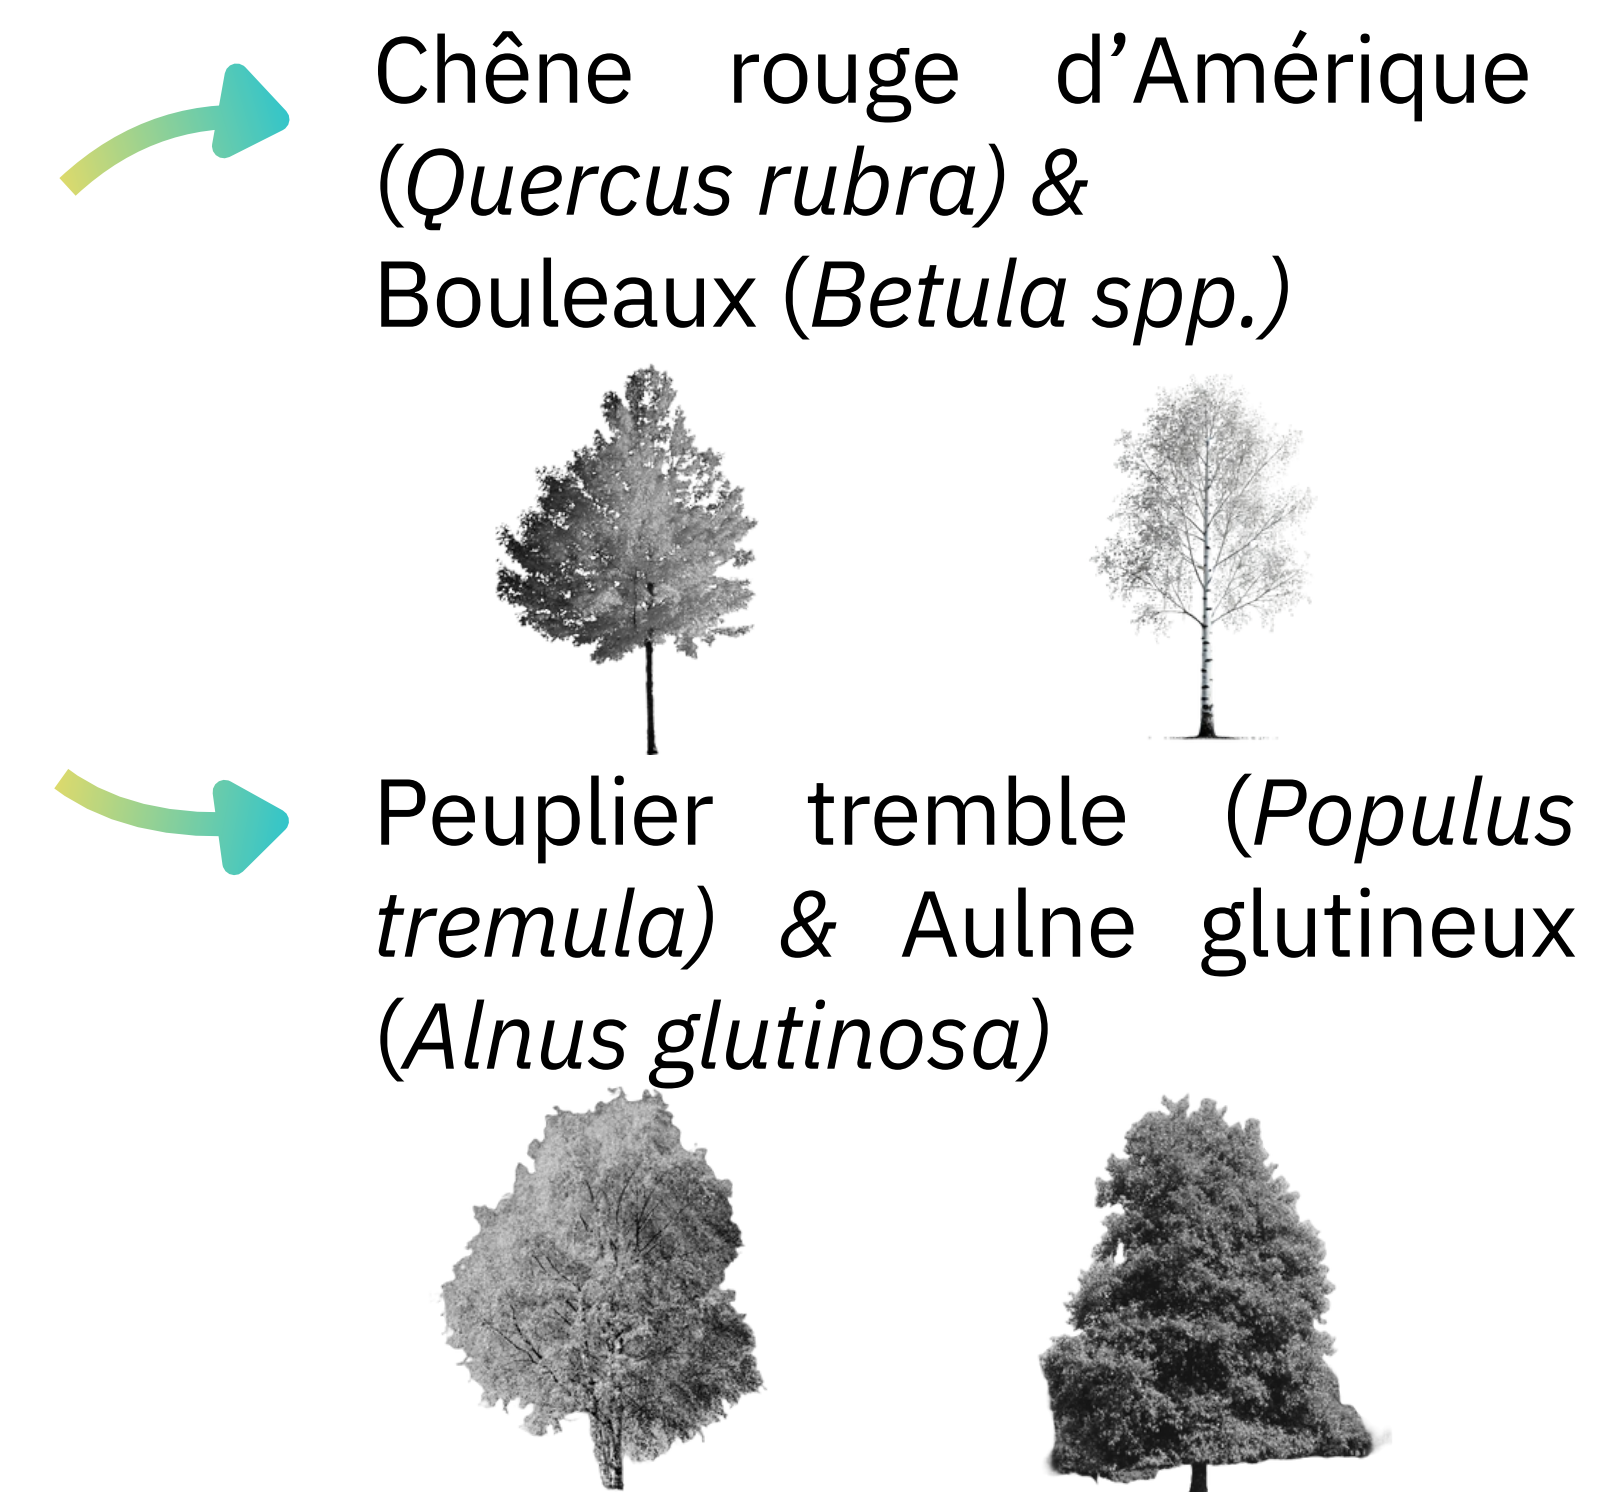 Chêne rouge d’Amérique
(Quercus rubra) &
Bouleaux (Betula spp.)
Peuplier tremble (Populus
tremula) & Aulne glutineux
(Alnus glutinosa)